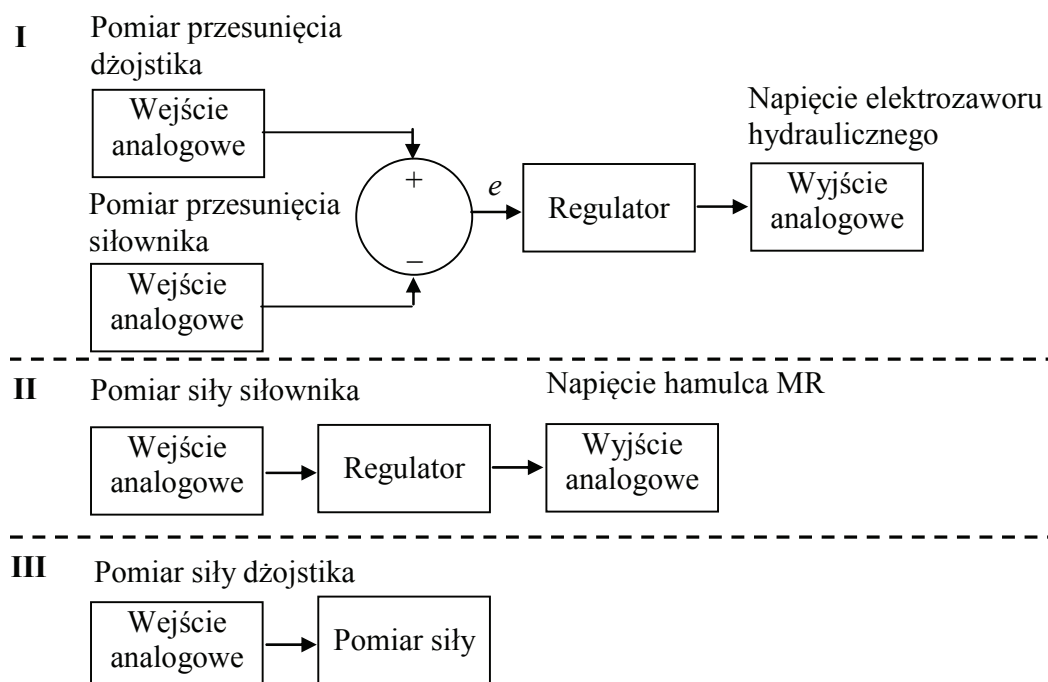 I
Pomiar przesunięcia
dżojstika
Wejście
analogowe
Napięcie elektrozaworu
hydraulicznego
+
e
Regulator
Wyjście
analogowe
Pomiar przesunięcia
siłownika
–
Wejście
analogowe
II
Pomiar siły siłownika
Napięcie hamulca MR
Wejście
analogowe
Regulator
Wyjście
analogowe
III
Pomiar siły dżojstika
Wejście
analogowe
Pomiar siły